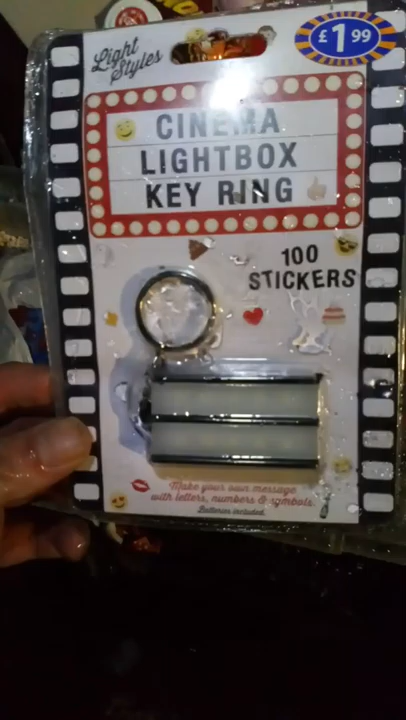 Light
Styles
£1.99
CINEMA
LIGHTBOX
KEY RING
100
STICKERS
Make your own message
with letters, numbers & symbols.
Batteries included.